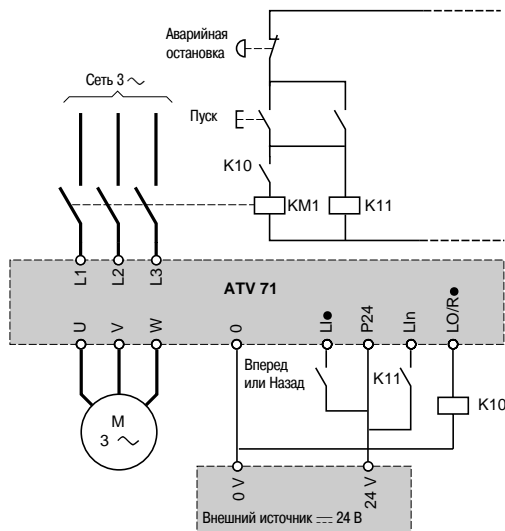 Аварийная
остановка
Сеть 3 ~
Пуск
K10
KM1
K11
L1
L2
L3
ATV 71
U
V
W
0
LI●
P24
LIn
LO/R●
Вперед
или Назад
K11
K10
M
3 ~
0 V
24 V
Внешний источник ⎓ 24 В